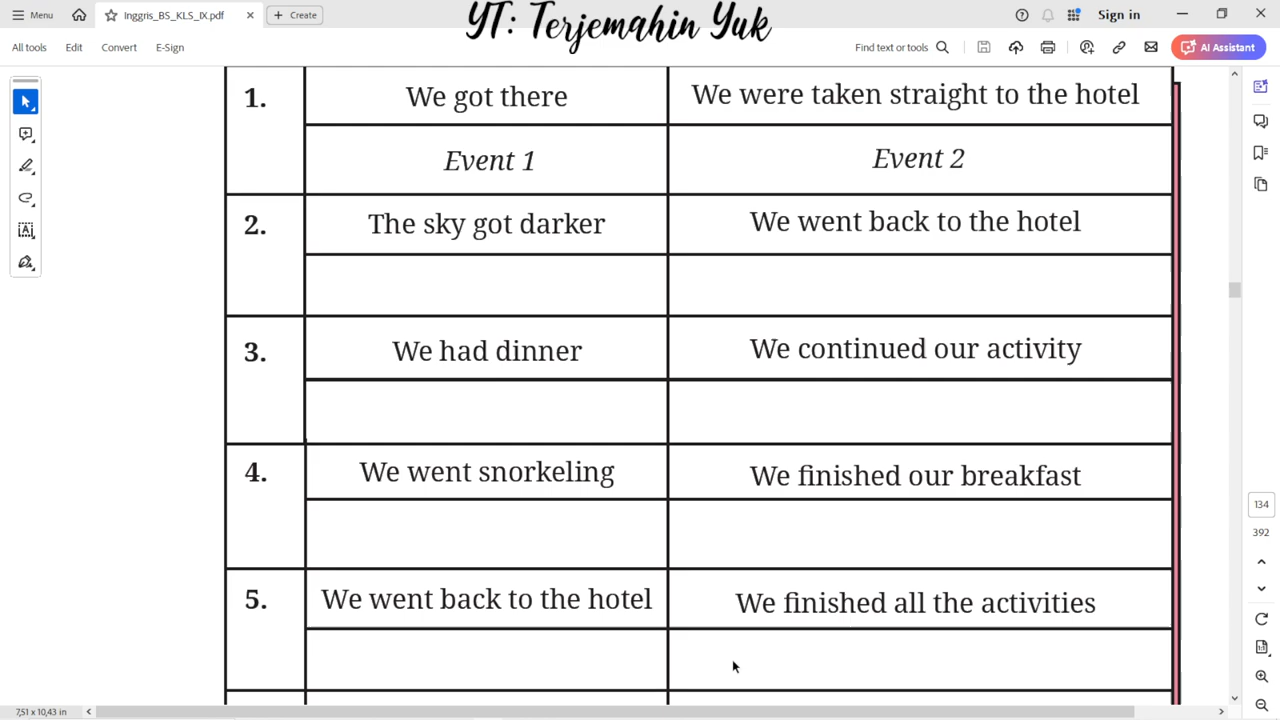 Menu
Inggris_BS_KLS_IX.pdf
Create
YT: Terjemahin Yuk
Sign in
All tools
Edit
Convert
E-Sign
Find text or tools
AI Assistant
1.
We got there
We were taken straight to the hotel
Event 1
Event 2
2.
The sky got darker
We went back to the hotel
3.
We had dinner
We continued our activity
4.
We went snorkeling
We finished our breakfast
5.
We went back to the hotel
We finished all the activities
134
392
7,51 x 10,43 in